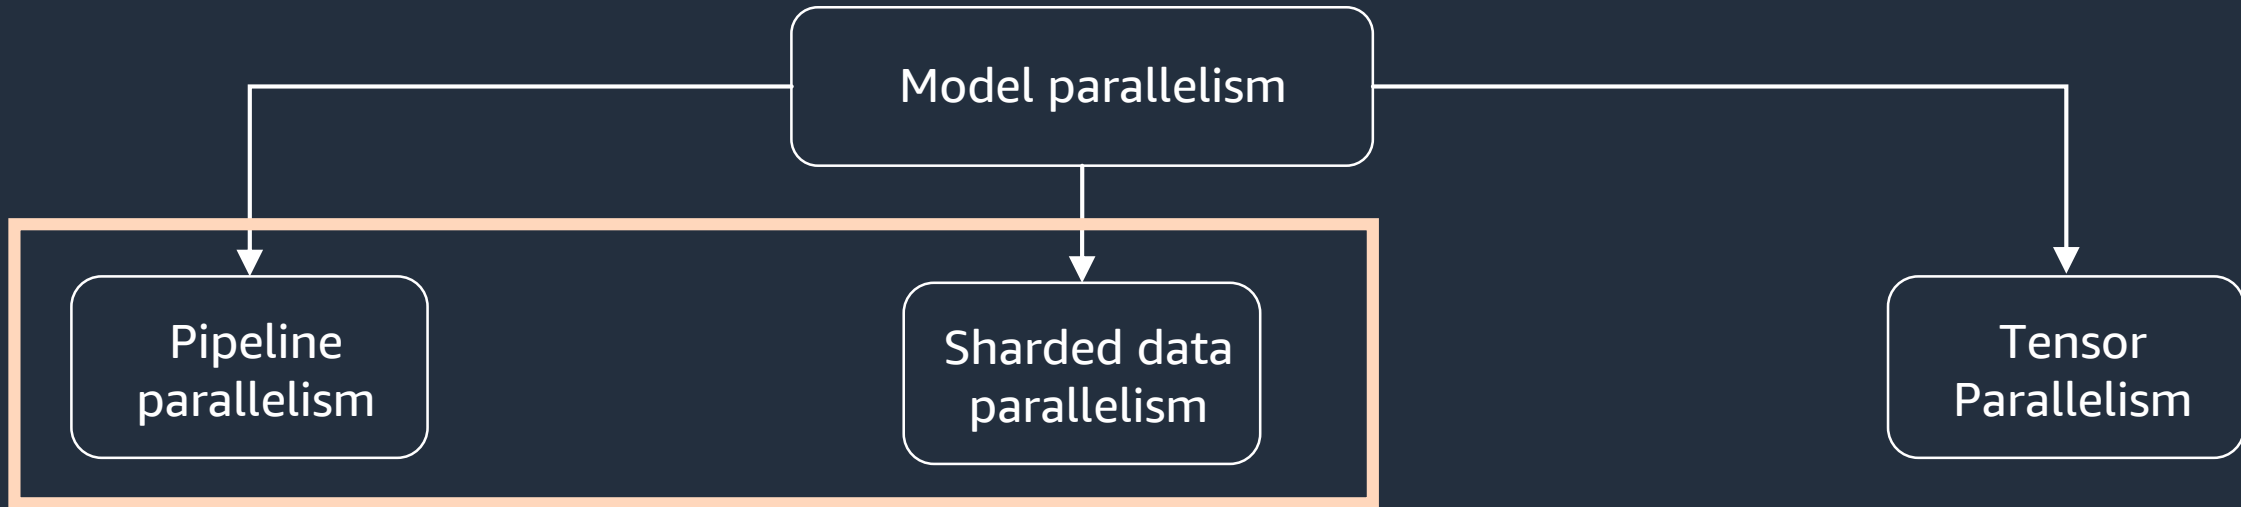 Model parallelism
Pipeline
parallelism
Sharded data
parallelism
Tensor
Parallelism